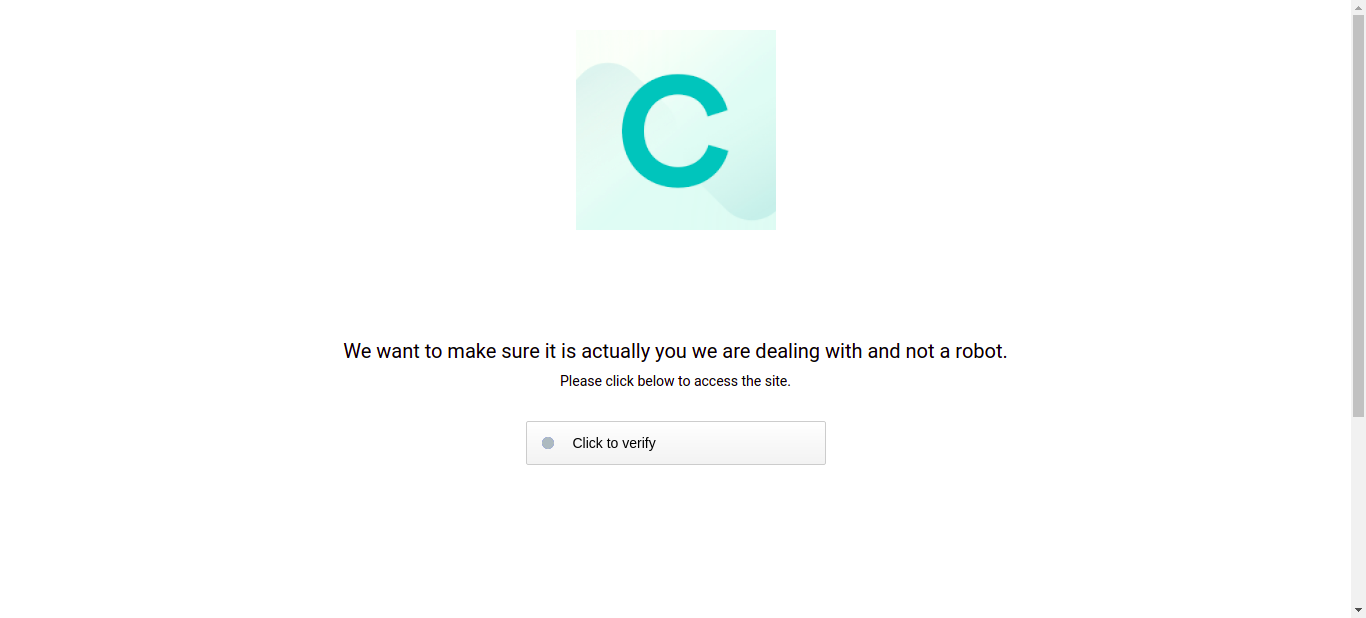 C
We want to make sure it is actually you we are dealing with and not a robot.
Please click below to access the site.
Click to verify